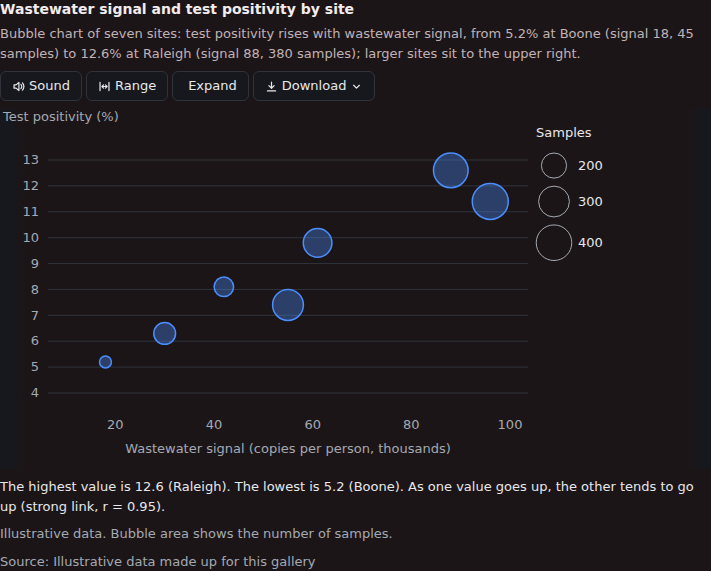 Wastewater signal and test positivity by site
Bubble chart of seven sites: test positivity rises with wastewater signal, from 5.2% at Boone (signal 18, 45
samples) to 12.6% at Raleigh (signal 88, 380 samples); larger sites sit to the upper right.
Sound Range Expand Download
Test positivity (%)
Samples
200
300
400
13
12
11
10
9
8
7
6
5
4
20 40 60 80 100
Wastewater signal (copies per person, thousands)
The highest value is 12.6 (Raleigh). The lowest is 5.2 (Boone). As one value goes up, the other tends to go
up (strong link, r = 0.95).
Illustrative data. Bubble area shows the number of samples.
Source: Illustrative data made up for this gallery